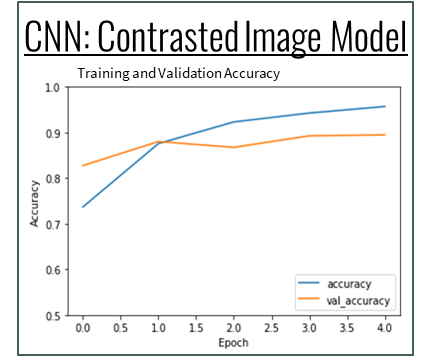 CNN: Contrasted Image Model
Training and Validation Accuracy
1.0
0.9
0.8
0.7
0.6
0.5
Accuracy
accuracy
val_accuracy
0.0 0.5 1.0 1.5 2.0 2.5 3.0 3.5 4.0
Epoch